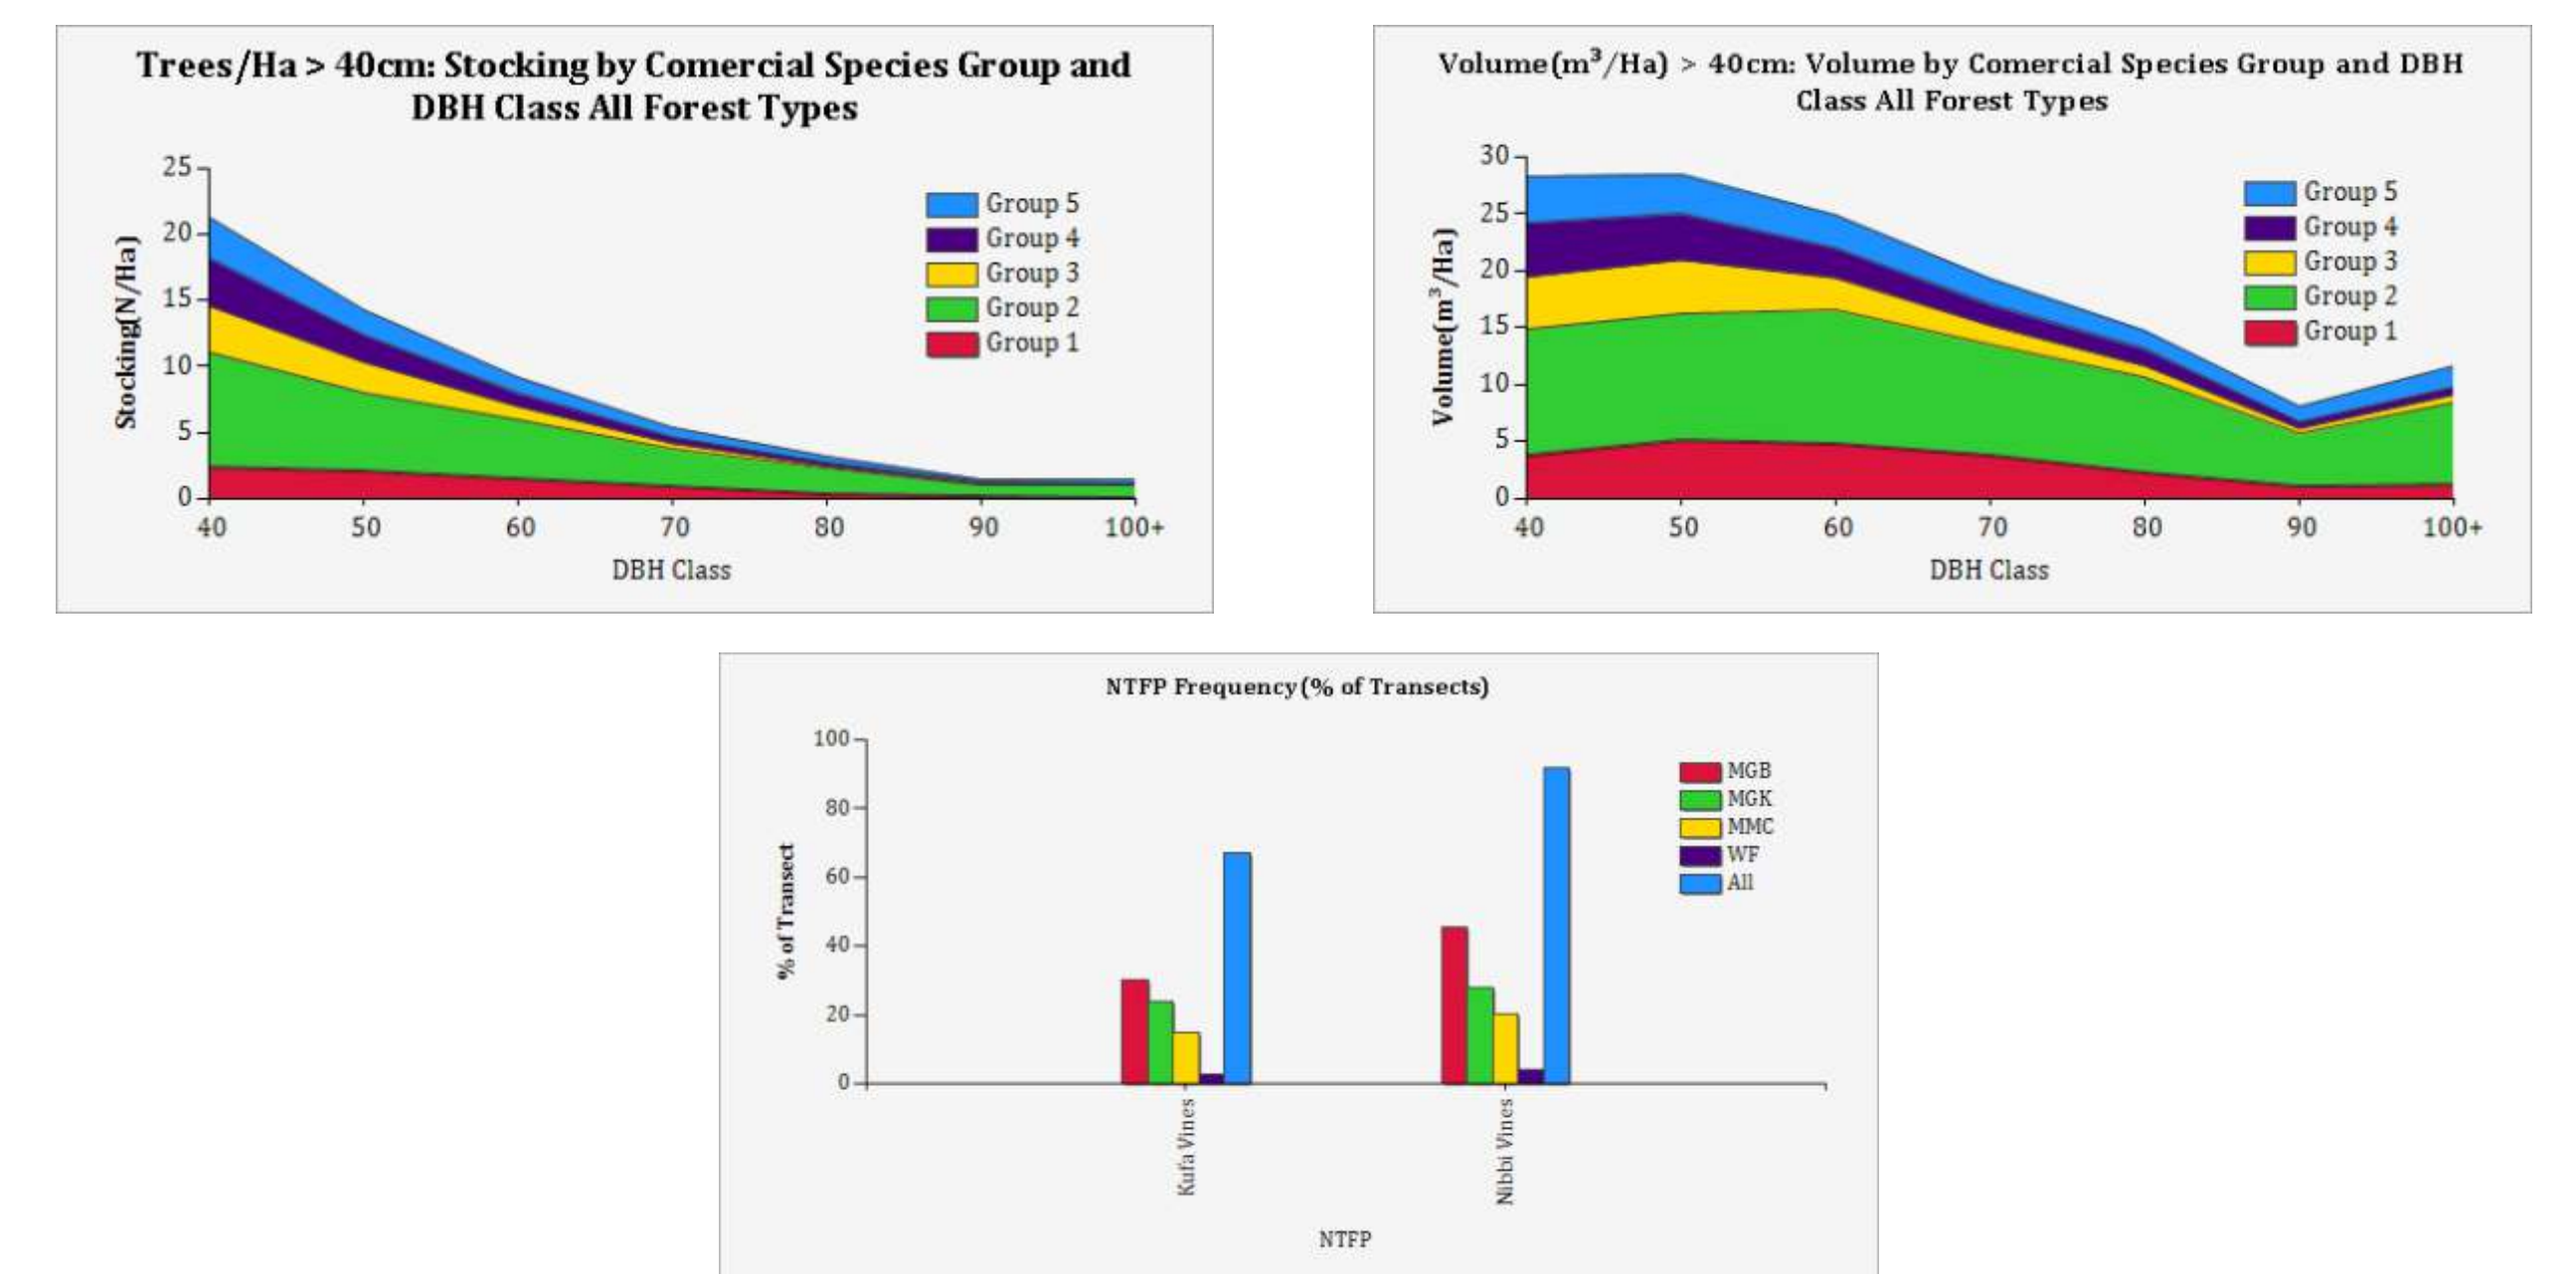 Trees/Ha > 40cm: Stocking by Comercial Species Group and
DBH Class All Forest Types
25
20
15
10
5
0
Stocking(N/Ha)
Group 5
Group 4
Group 3
Group 2
Group 1
40 50 60 70 80 90 100+
DBH Class
Volume(m³/Ha) > 40cm: Volume by Comercial Species Group and DBH
Class All Forest Types
30
25
20
15
10
5
0
Volume(m³/Ha)
Group 5
Group 4
Group 3
Group 2
Group 1
40 50 60 70 80 90 100+
DBH Class
NTFP Frequency(% of Transects)
100
80
60
40
20
0
% of Transect
MGB
MGK
MMC
WF
All
Kufa Vines
Nibbi Vines
NTFP